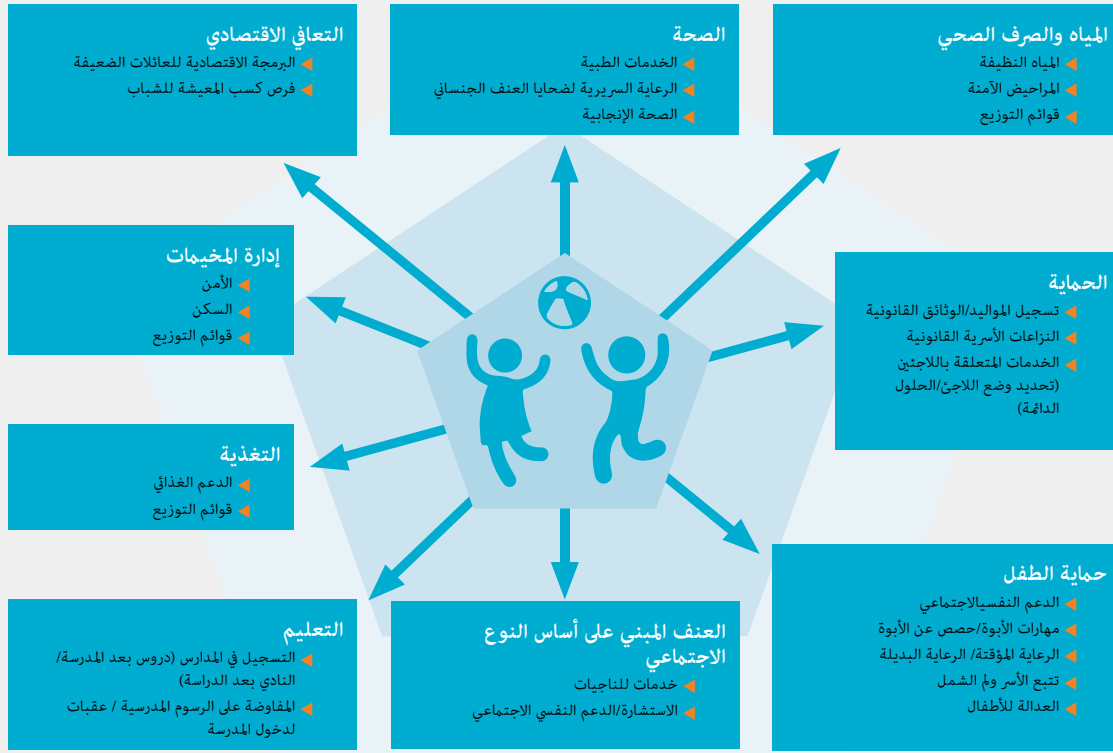 المياه والصرف الصحي
المياه النظيفة
المراحيض الآمنة
قوائم التوزيع
الصحة
الخدمات الطبية
الرعاية السريرية لضحايا العنف الجنساني
الصحة الإنجابية
التعافي الاقتصادي
البرمجة الاقتصادية للعائلات الضعيفة
فرص كسب المعيشة للشباب
الحماية
تسجيل المواليد/الوثائق القانونية
النزاعات الأسرية القانونية
الخدمات المتعلقة باللاجئين
(تحديد وضع اللاجئ/الحلول
الدائمة)
إدارة المخيمات
الأمن
السكن
قوائم التوزيع
التغذية
الدعم الغذائي
قوائم التوزيع
حماية الطفل
الدعم النفسيالاجتماعي
مهارات الأبوة/حصص عن الأبوة
الرعاية المؤقتة/ الرعاية البديلة
تتبع الأسر ولم الشمل
العدالة للأطفال
العنف المبني على أساس النوع
الاجتماعي
خدمات للناجيات
الاستشارة/الدعم النفسي الاجتماعي
التعليم
التسجيل في المدارس (دروس بعد المدرسة/
النادي بعد الدراسة)
المفاوضة على الرسوم المدرسية / عقبات
لدخول المدرسة